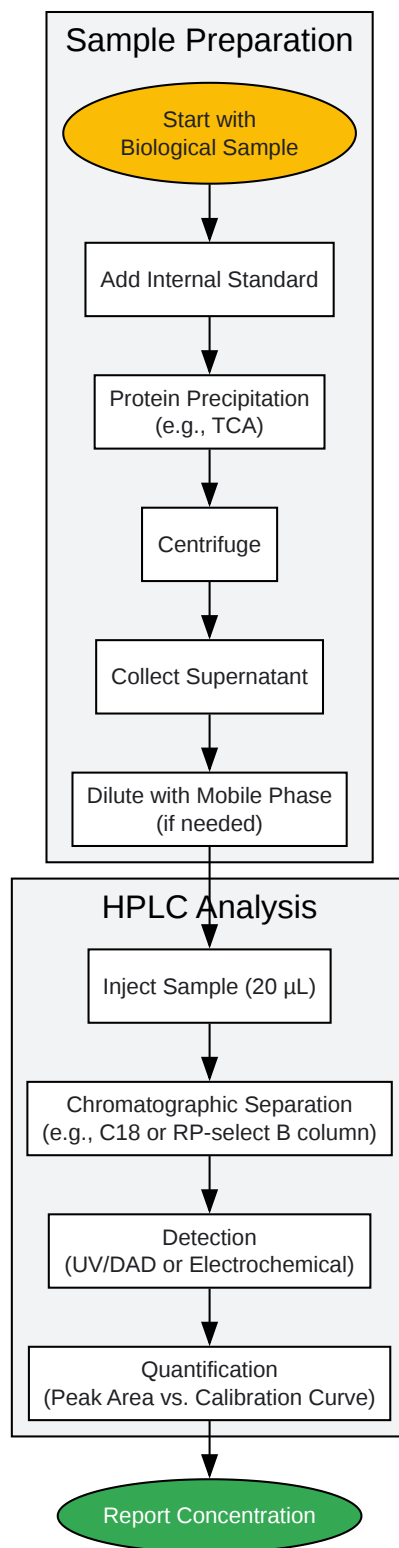 Sample Preparation
Start with
Biological Sample
Add Internal Standard
Protein Precipitation
(e.g., TCA)
Centrifuge
Collect Supernatant
Dilute with Mobile Phase
(if needed)
HPLC Analysis
Inject Sample (20 µL)
Chromatographic Separation
(e.g., C18 or RP-select B column)
Detection
(UV/DAD or Electrochemical)
Quantification
(Peak Area vs. Calibration Curve)
Report Concentration